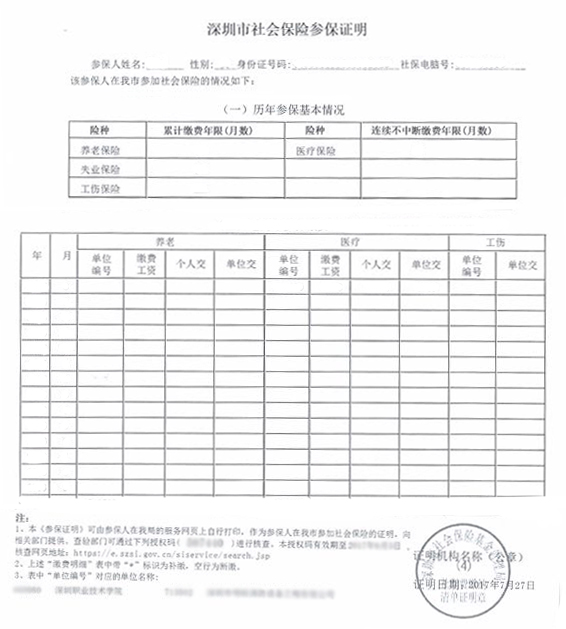 深圳市社会保险参保证明
参保人姓名: 性别: 身份证号码: 社保电脑号:
该参保人在我市参加社会保险的情况如下:
(一)历年参保基本情况
险种 累计缴费年限(月数) 险种 连续不中断缴费年限(月数)
养老保险 医疗保险
失业保险
工伤保险
年 月 养老 医疗 工伤
单位编号 缴费工资 个人交 单位交 单位编号 缴费工资 个人交 单位交 单位编号 单位交
注:
1、本《参保证明》可由参保人在我局的服务网页上自行打印，作为参保人在我市参加社会保险的证明，向
相关部门提供，查验部门可通过下列授权码( )进行核查，本授权码有效期至
核查网页地址: https://e.szsi.gov.cn/siservice/search.jsp
2、上述“缴费明细”表中带“*”标识为补缴，空行为断缴。
3、表中“单位编号”对应的单位名称:
深圳职业技术学院
证明机构名称(公章)
(4)
证明日期:2017年7月27日
清单证明章